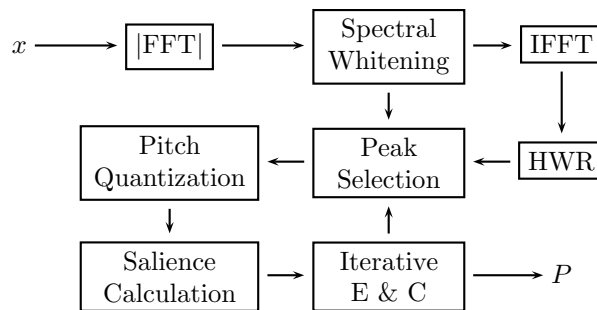 x
|FFT|
Spectral
Whitening
IFFT
Pitch
Quantization
Peak
Selection
HWR
Salience
Calculation
Iterative
E & C
P